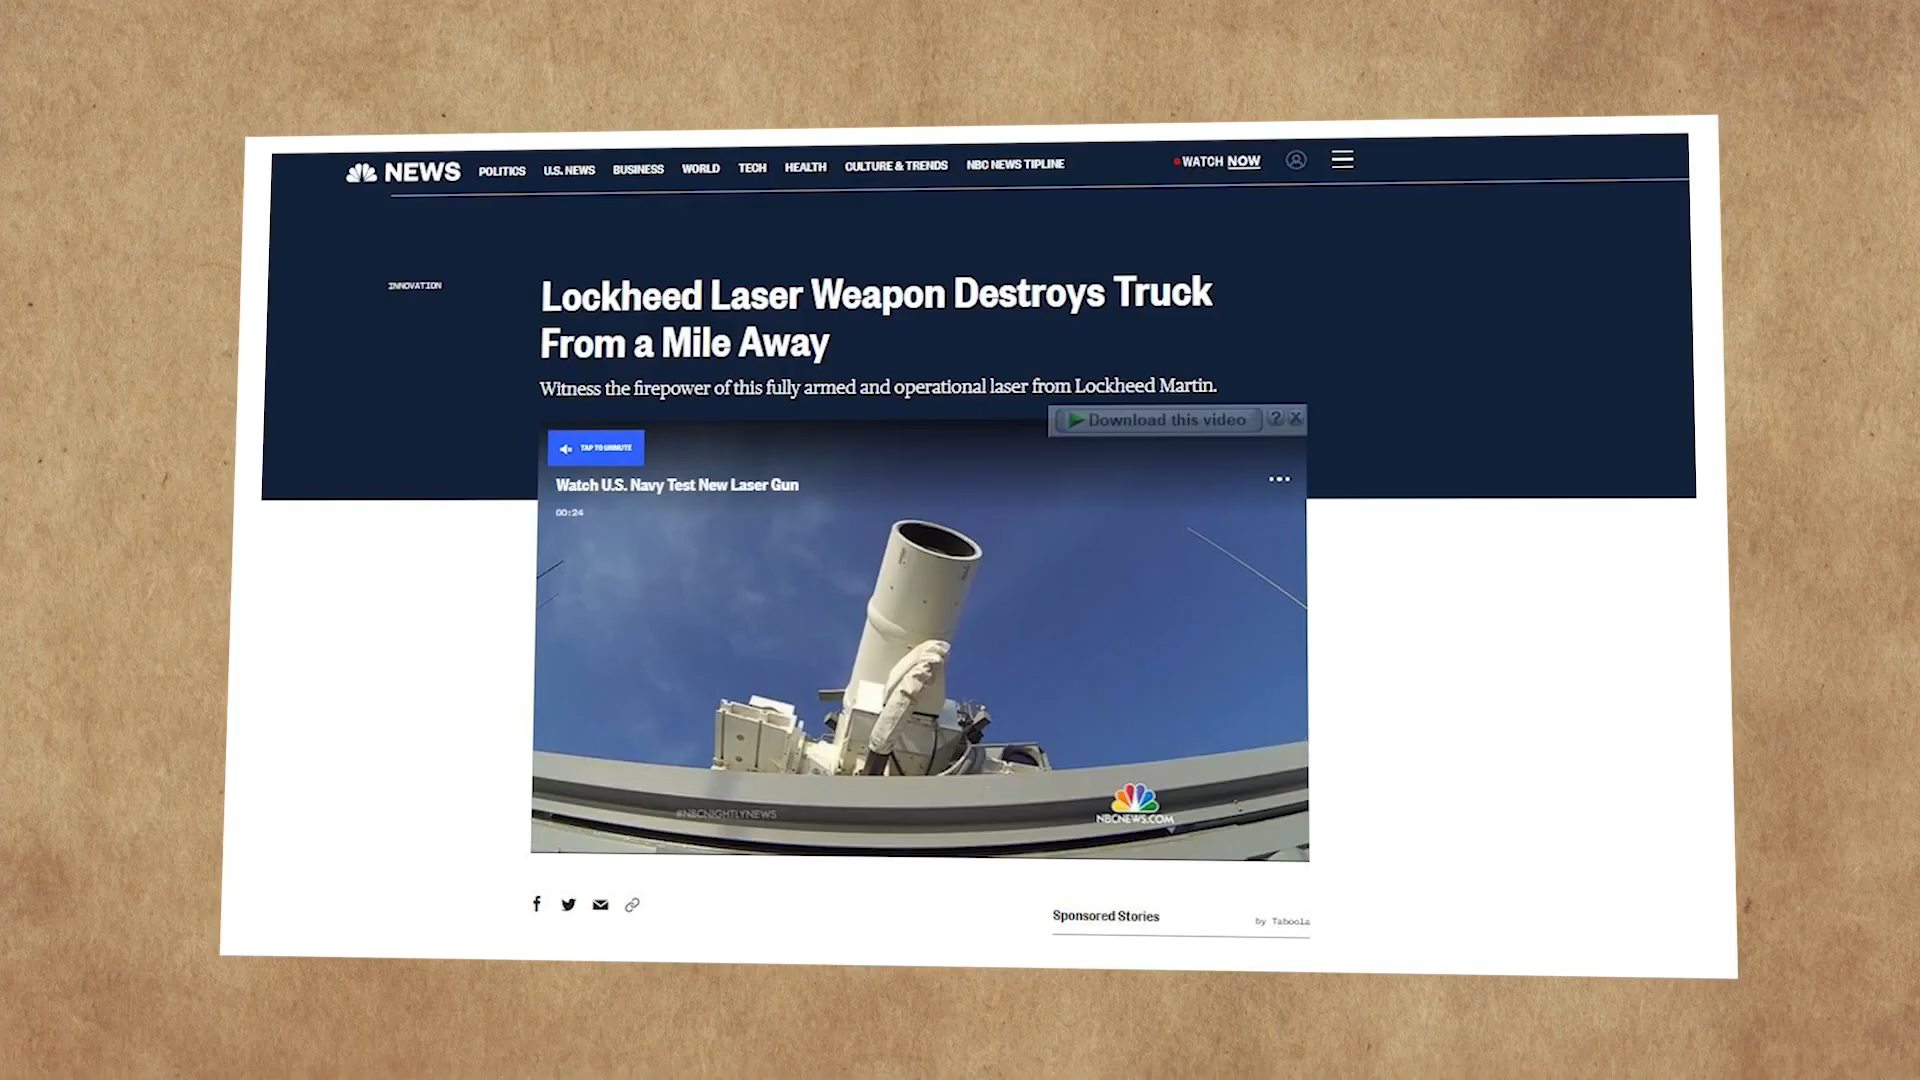 NEWS POLITICS U.S. NEWS BUSINESS WORLD TECH HEALTH CULTURE & TRENDS NBC NEWS TIPLINE WATCH NOW
INNOVATION
Lockheed Laser Weapon Destroys Truck
From a Mile Away
Witness the firepower of this fully armed and operational laser from Lockheed Martin.
Download this video ? X
TAP TO UNMUTE
Watch U.S. Navy Test New Laser Gun
00:24
#NBCNIGHTLYNEWS
NBCNEWS.COM
Sponsored Stories by Taboola